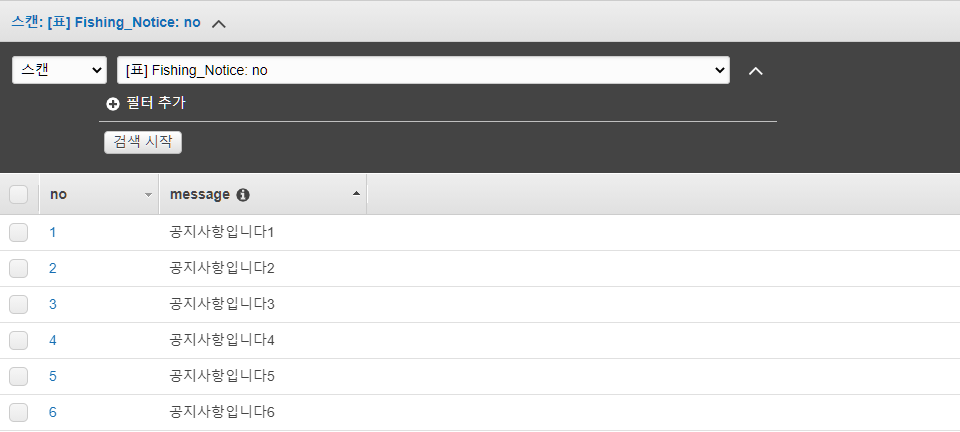 스캔: [표] Fishing_Notice: no
스캔 [표] Fishing_Notice: no
필터 추가
검색 시작
no message
1 공지사항입니다1
2 공지사항입니다2
3 공지사항입니다3
4 공지사항입니다4
5 공지사항입니다5
6 공지사항입니다6